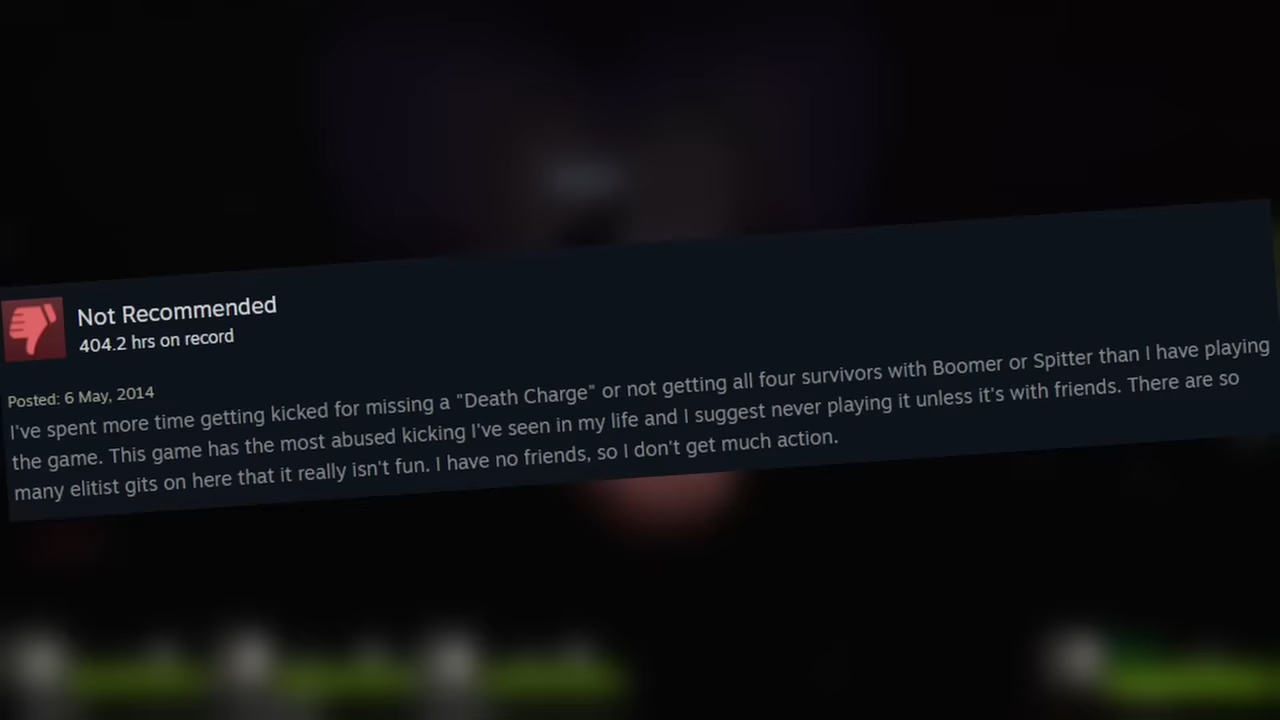 Not Recommended
404.2 hrs on record
Posted: 6 May, 2014
I've spent more time getting kicked for missing a "Death Charge" or not getting all four survivors with Boomer or Spitter than I have playing
the game. This game has the most abused kicking I've seen in my life and I suggest never playing it unless it's with friends. There are so
many elitist gits on here that it really isn't fun. I have no friends, so I don't get much action.